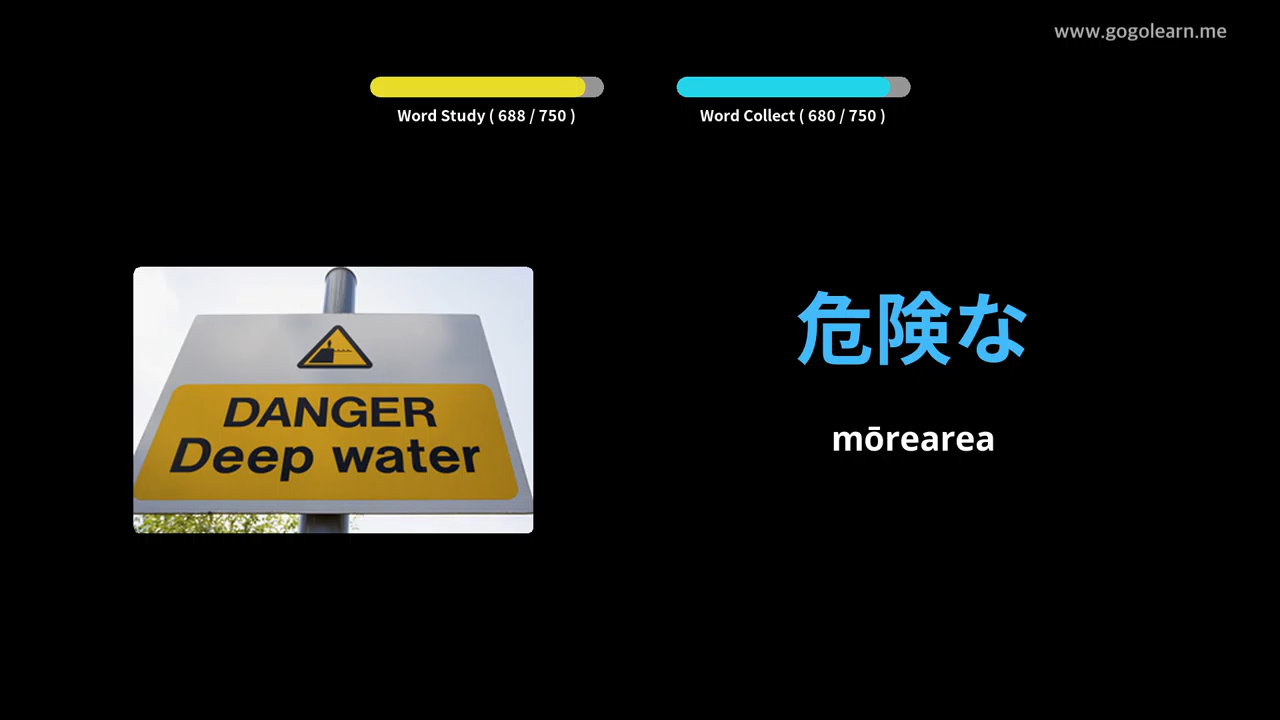 www.gogolearn.me
Word Study ( 688 / 750 )
Word Collect ( 680 / 750 )
DANGER
Deep water
危険な
mōrearea